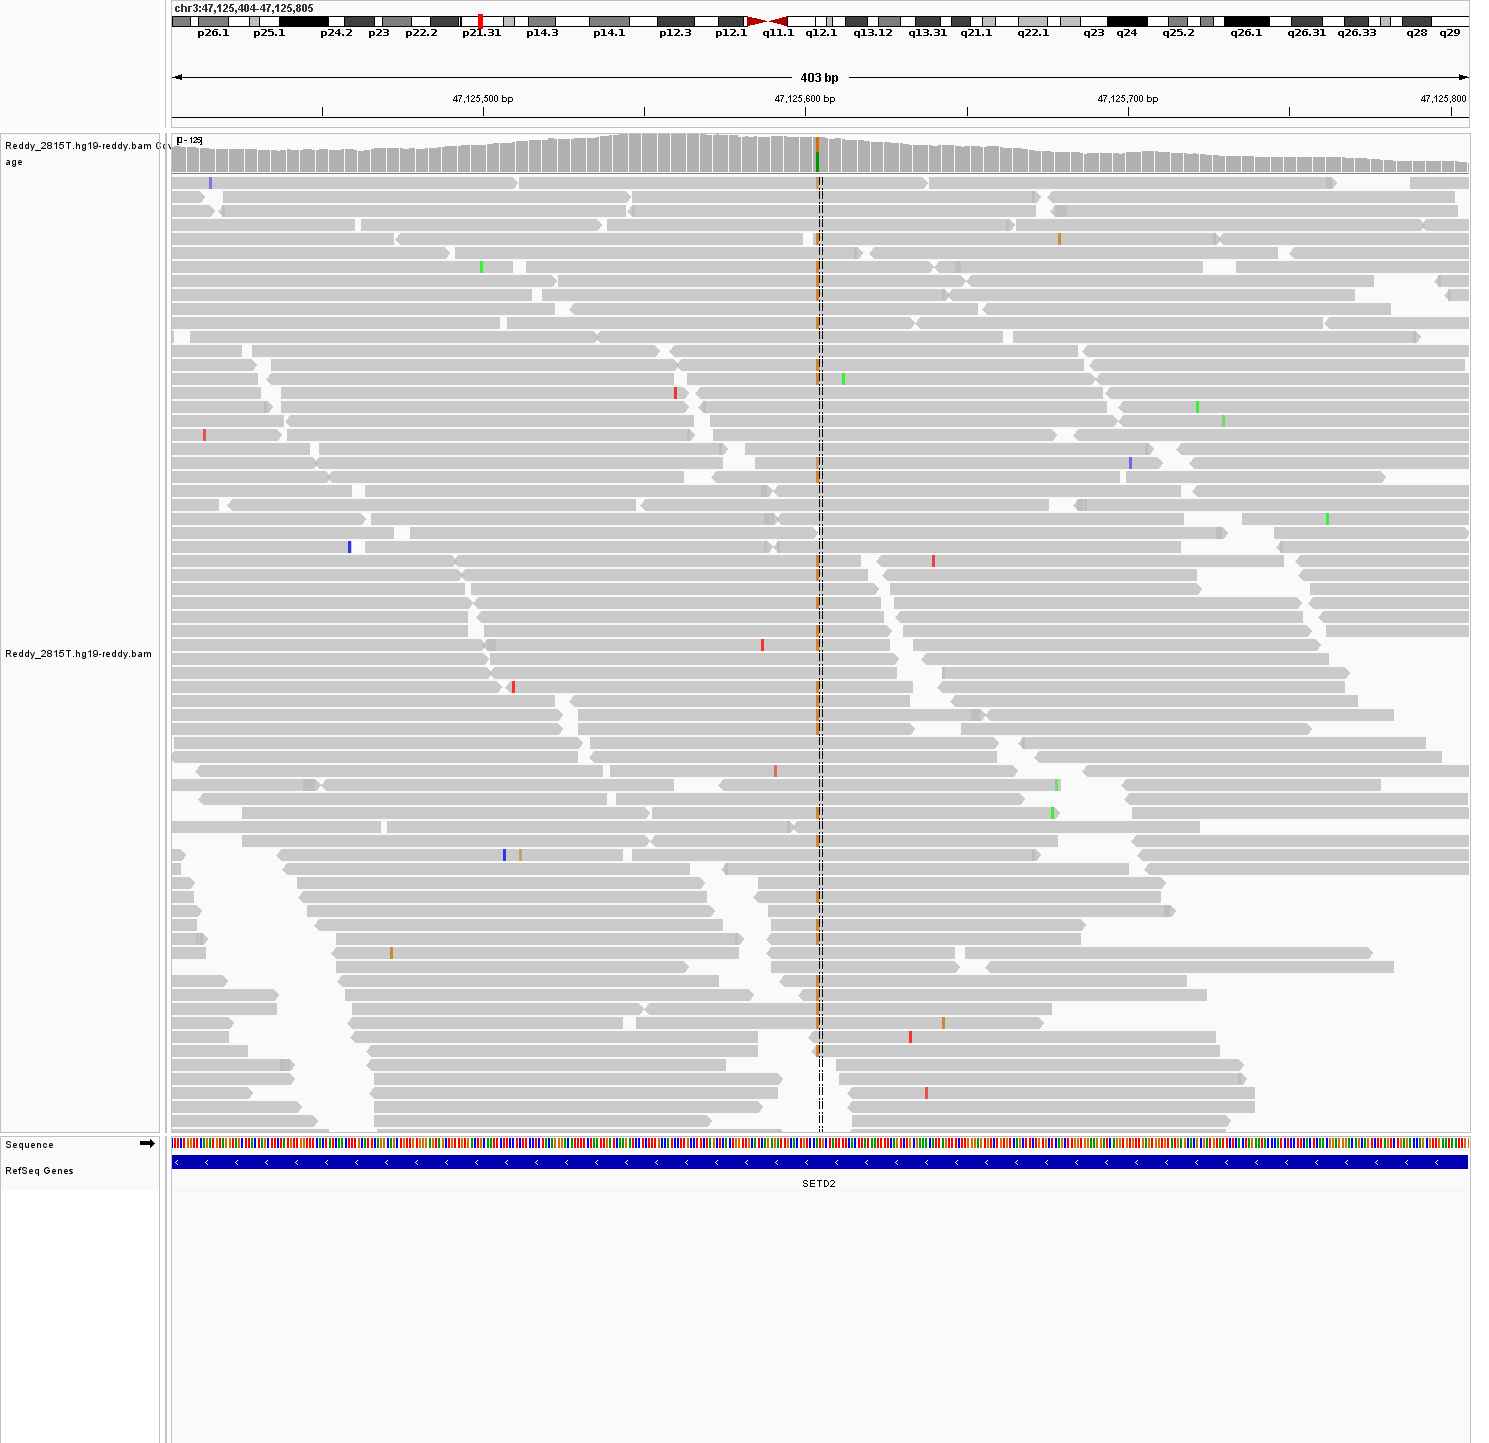 chr3:47,125,404-47,125,805
p26.1 p25.1 p24.2 p23 p22.2 p21.31 p14.3 p14.1 p12.3 p12.1 q11.1 q12.1 q13.12 q13.31 q21.1 q22.1 q23 q24 q25.2 q26.1 q26.31 q26.33 q28 q29
403 bp
47,125,500 bp 47,125,600 bp 47,125,700 bp 47,125,800
Reddy_2815T.hg19-reddy.bam Cov
age
[0 - 125]
Reddy_2815T.hg19-reddy.bam
Sequence
RefSeq Genes
SETD2